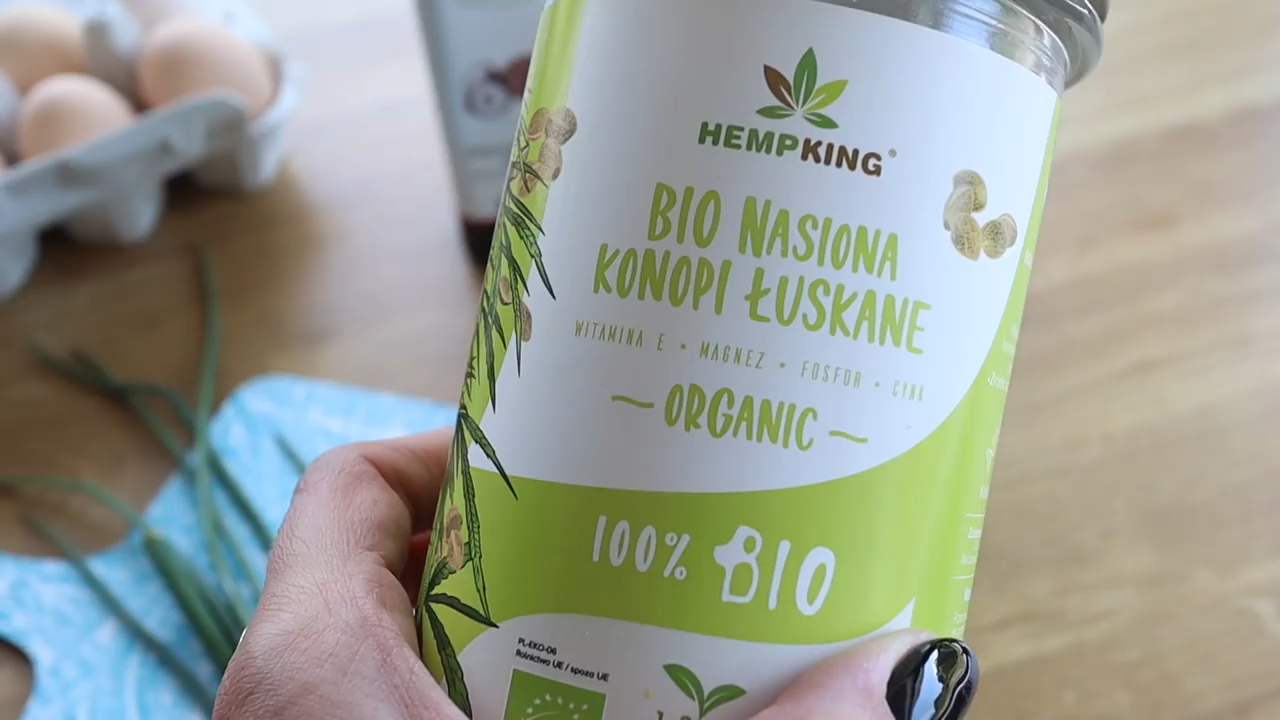 HEMPKING®
BIO NASIONA
KONOPI ŁUSKANE
WITAMINA E • MAGNEZ • FOSFOR • CYNK
~ ORGANIC ~
100% BIO
PL-EKO-06
Rolnictwo UE / spoza UE